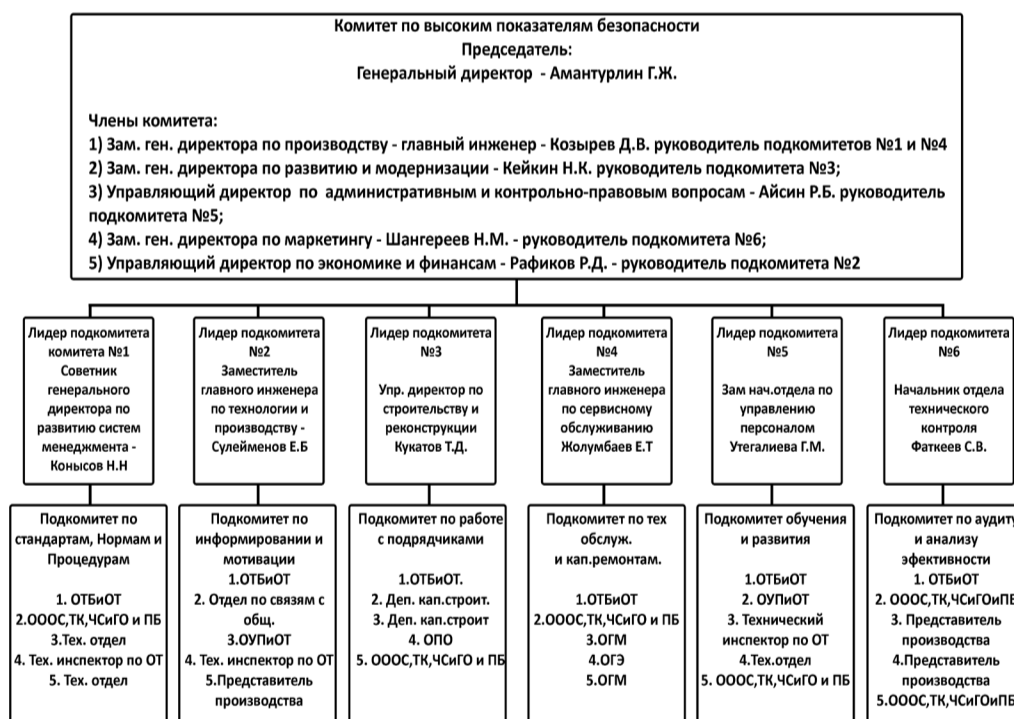 Комитет по высоким показателям безопасности
Председатель:
Генеральный директор - Амантурлин Г.Ж.
Члены комитета:
1) Зам. ген. директора по производству - главный инженер - Козырев Д.В. руководитель подкомитетов №1 и №4
2) Зам. ген. директора по развитию и модернизации - Кейкин Н.К. руководитель подкомитета №3;
3) Управляющий директор по административным и контрольно-правовым вопросам - Айсин Р.Б. руководитель
подкомитета №5;
4) Зам. ген. директора по маркетингу - Шангереев Н.М. - руководитель подкомитета №6;
5) Управляющий директор по экономике и финансам - Рафиков Р.Д. - руководитель подкомитета №2
Лидер подкомитета
комитета №1
Советник
генерального
директора по
развитию систем
менеджмента -
Конысов Н.Н
Лидер подкомитета
№2
Заместитель
главного инженера
по технологии и
производству -
Сулейменов Е.Б
Лидер подкомитета
№3
Упр. директор по
строительству и
реконструкции
Кукатов Т.Д.
Лидер подкомитета
№4
Заместитель
главного инженера
по сервисному
обслуживанию
Жолумбаев Е.Т
Лидер подкомитета
№5
Зам нач.отдела по
управлению
персоналом
Утегалиева Г.М.
Лидер подкомитета
№6
Начальник отдела
технического
контроля
Фаткеев С.В.
Подкомитет по
стандартам, Нормам и
Процедурам
1. ОТБиОТ
2.ОООС,ТК,ЧСиГО и ПБ
3.Тех. отдел
4. Тех. инспектор по ОТ
5. Тех. отдел
Подкомитет по
информировании и
мотивации
1.ОТБиОТ
2. Отдел по связям с
общ.
3.ОУПиОТ
4. Тех. инспектор по ОТ
5.Представитель
производства
Подкомитет по работе
с подрядчиками
1.ОТБиОТ.
2. Деп. кап.строит.
3. Деп. кап.строит
4. ОПО
5. ОООС,ТК,ЧСиГО и ПБ
Подкомитет по тех
обслуж.
и кап.ремонтам.
1.ОТБиОТ
2.ОООС,ТК,ЧСиГО и ПБ
3.ОГМ
4.ОГЭ
5.ОГМ
Подкомитет обучения
и развития
1.ОТБиОТ
2. ОУПиОТ
3. Технический
инспектор по ОТ
4.Тех.отдел
5. ОООС,ТК,ЧСиГО и ПБ
Подкомитет по аудиту
и анализу
эфективности
1. ОТБиОТ
2. ОООС,ТК,ЧСиГОиПБ
3. Представитель
производства
4.Представитель
производства
5.ОООС,ТК,ЧСиГОиПБ